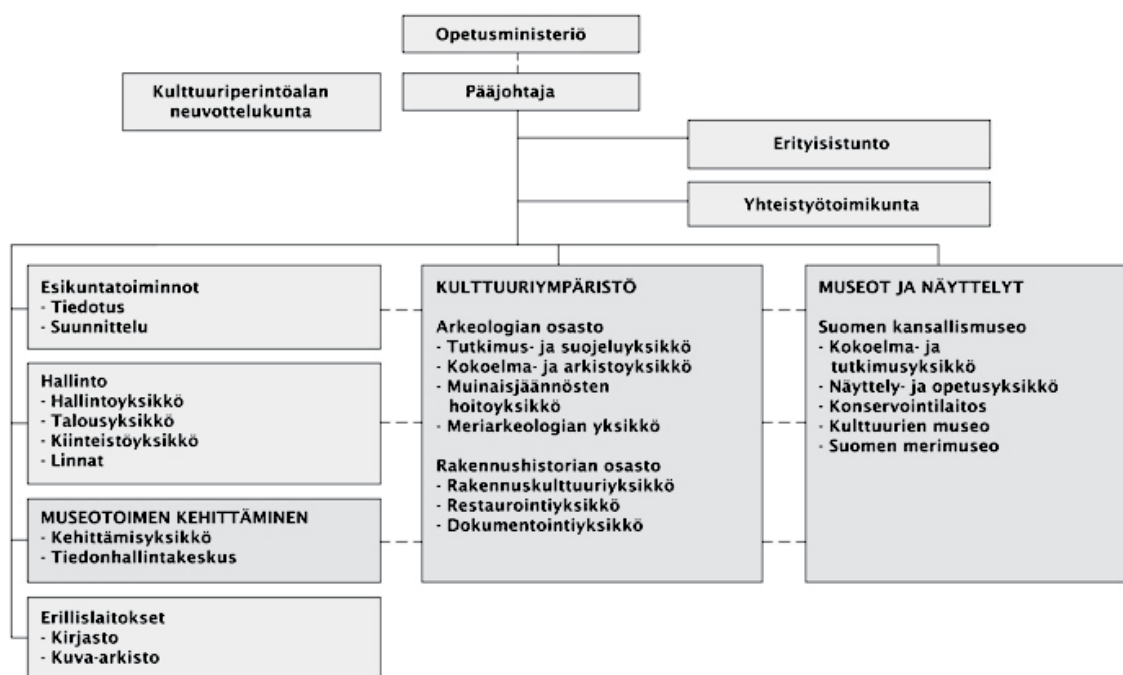 Opetusministeriö
Kulttuuriperintöalan
neuvottelukunta
Pääjohtaja
Erityisistunto
Yhteistyötoimikunta
Esikuntatoiminnot
- Tiedotus
- Suunnittelu
Hallinto
- Hallintoyksikkö
- Talousyksikkö
- Kiinteistöyksikkö
- Linnat
MUSEOTOIMEN KEHITTÄMINEN
- Kehittämisyksikkö
- Tiedonhallintakeskus
Erillislaitokset
- Kirjasto
- Kuva-arkisto
KULTTUURIYMPÄRISTÖ
Arkeologian osasto
- Tutkimus- ja suojeluyksikkö
- Kokoelma- ja arkistoyksikkö
- Muinaisjäännösten
hoitoyksikkö
- Meriarkeologian yksikkö
Rakennushistorian osasto
- Rakennuskulttuuriyksikkö
- Restaurointiyksikkö
- Dokumentointiyksikkö
MUSEOT JA NÄYTTELYT
Suomen kansallismuseo
- Kokoelma- ja
tutkimusyksikkö
- Näyttely- ja opetusyksikkö
- Konservointilaitos
- Kulttuurien museo
- Suomen merimuseo